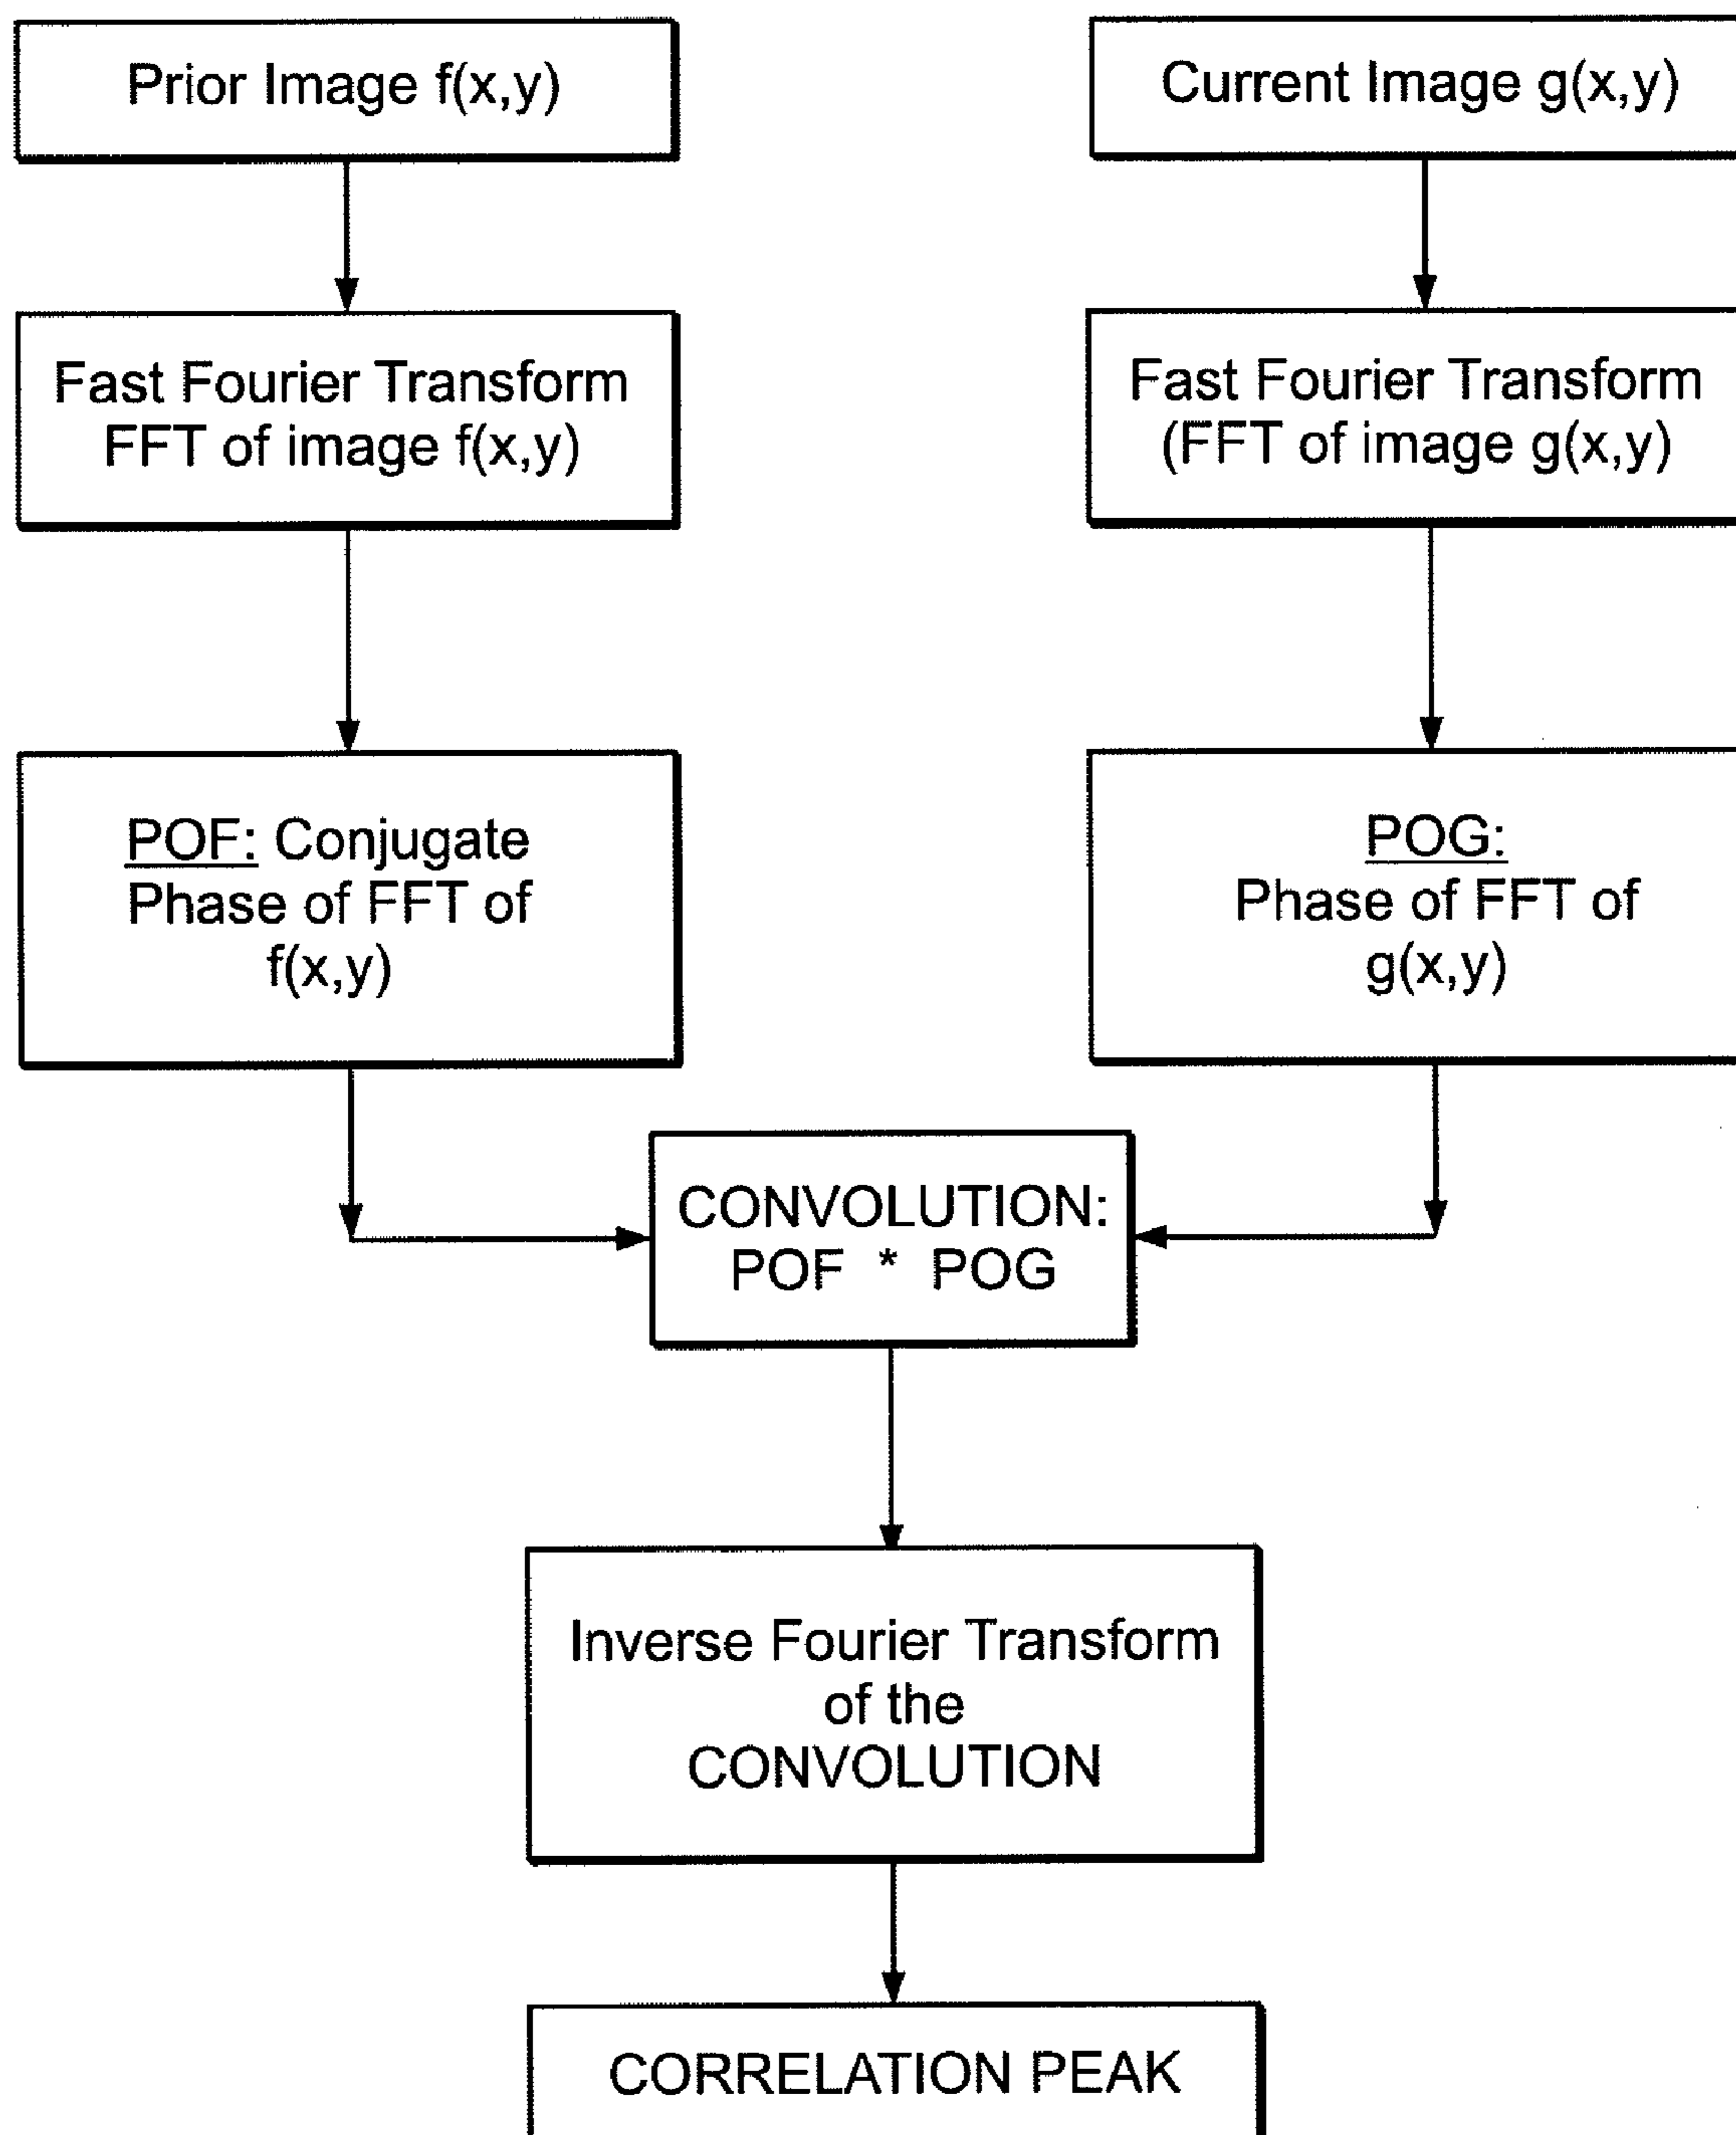 Prior Image f(x,y)
Current Image g(x,y)
Fast Fourier Transform
FFT of image f(x,y)
Fast Fourier Transform
(FFT of image g(x,y)
POF: Conjugate
Phase of FFT of
f(x,y)
POG:
Phase of FFT of
g(x,y)
CONVOLUTION:
POF * POG
Inverse Fourier Transform
of the
CONVOLUTION
CORRELATION PEAK